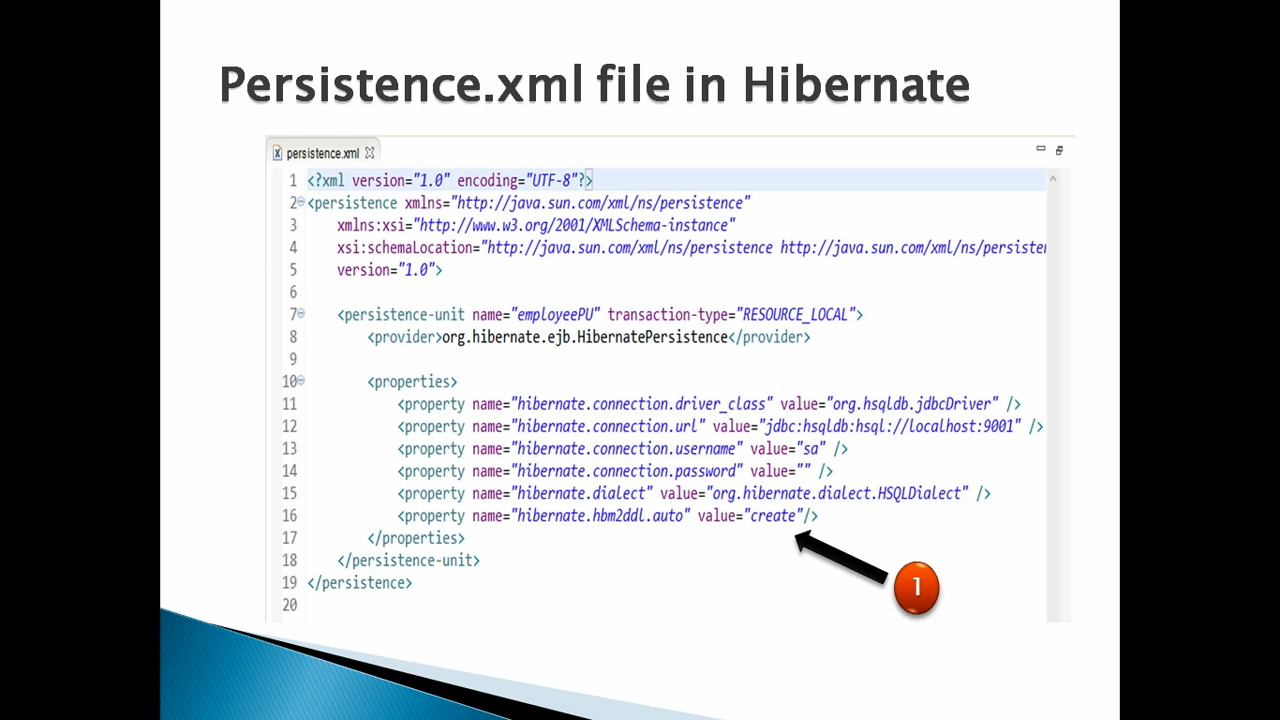 Persistence.xml file in Hibernate
persistence.xml
1 <?xml version="1.0" encoding="UTF-8"?>
2 <persistence xmlns="http://java.sun.com/xml/ns/persistence"
3 xmlns:xsi="http://www.w3.org/2001/XMLSchema-instance"
4 xsi:schemaLocation="http://java.sun.com/xml/ns/persistence http://java.sun.com/xml/ns/persister
5 version="1.0">
6
7 <persistence-unit name="employeePU" transaction-type="RESOURCE_LOCAL">
8 <provider>org.hibernate.ejb.HibernatePersistence</provider>
9
10 <properties>
11 <property name="hibernate.connection.driver_class" value="org.hsqldb.jdbcDriver" />
12 <property name="hibernate.connection.url" value="jdbc:hsqldb:hsql://localhost:9001" />
13 <property name="hibernate.connection.username" value="sa" />
14 <property name="hibernate.connection.password" value="" />
15 <property name="hibernate.dialect" value="org.hibernate.dialect.HSQLDialect" />
16 <property name="hibernate.hbm2ddl.auto" value="create"/>
17 </properties>
18 </persistence-unit>
19 </persistence>
20
1